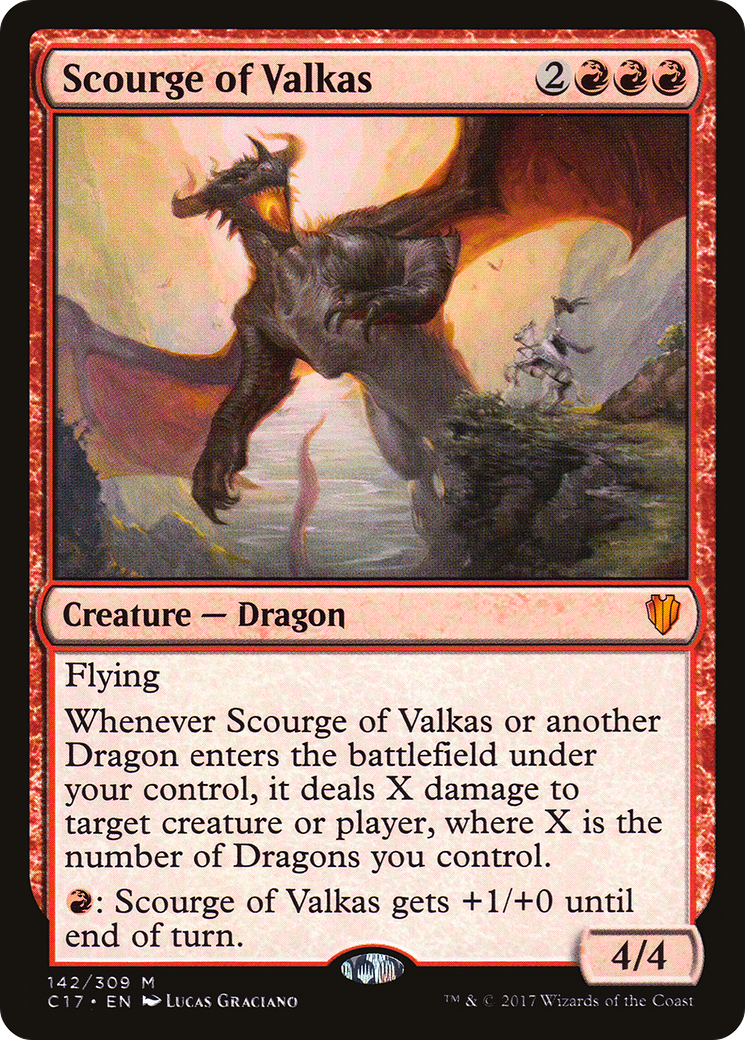 Scourge of Valkas 2
Creature — Dragon
Flying
Whenever Scourge of Valkas or another
Dragon enters the battlefield under
your control, it deals X damage to
target creature or player, where X is the
number of Dragons you control.
: Scourge of Valkas gets +1/+0 until
end of turn.
4/4
142/309 M
C17 • EN Lucas Graciano
™ & © 2017 Wizards of the Coast